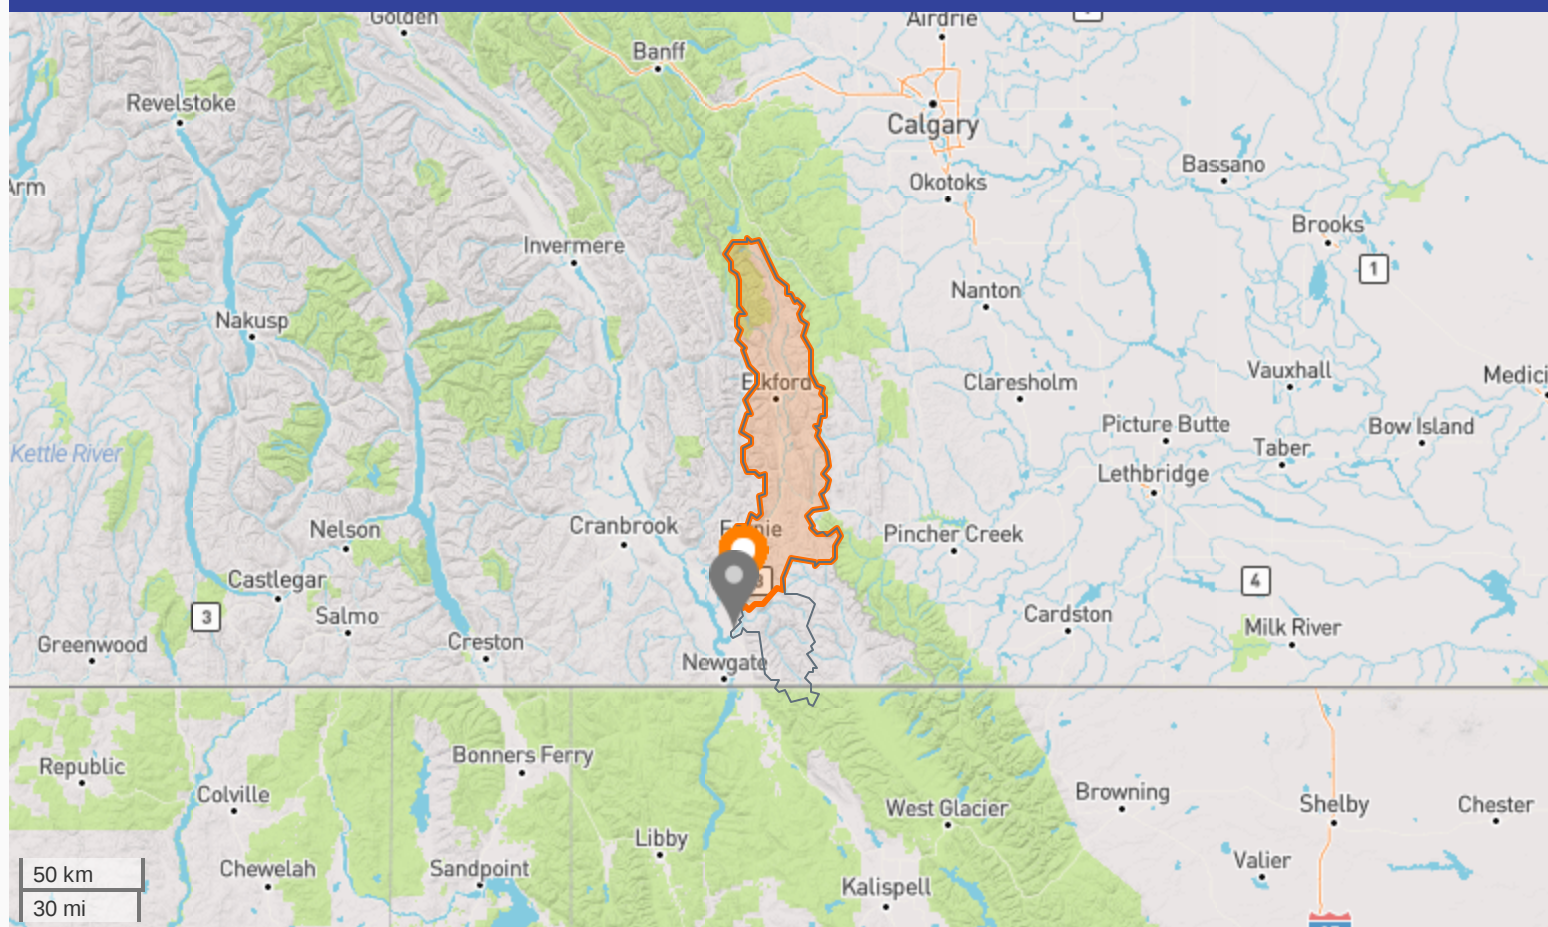 Golden
Airdrie
Banff
Revelstoke
Calgary
Bassano
Arm
Okotoks
Brooks
Invermere
1
Nanton
Nakusp
Vauxhall
Elkford
Claresholm
Medici
Picture Butte
Bow Island
Kettle River
Taber
Lethbridge
Nelson
Cranbrook
Pincher Creek
Castlegar
3
4
3
Salmo
Cardston
Milk River
Greenwood
Creston
Newgate
Republic
Bonners Ferry
Colville
West Glacier
Browning
Shelby
Chester
Libby
Chewelah
Sandpoint
Valier
50 km
Kalispell
30 mi